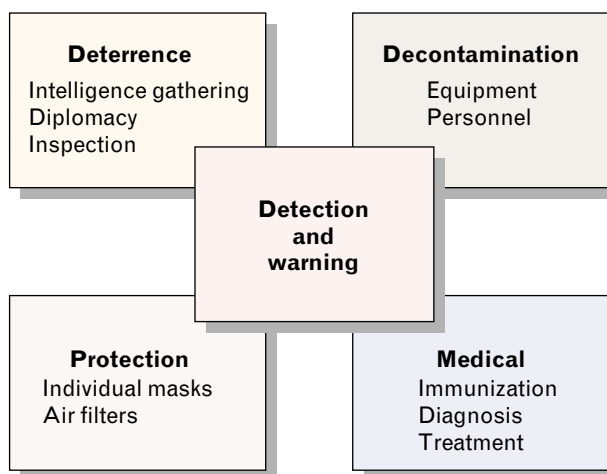 Deterrence
Intelligence gathering
Diplomacy
Inspection
Decontamination
Equipment
Personnel
Detection
and
warning
Protection
Individual masks
Air filters
Medical
Immunization
Diagnosis
Treatment